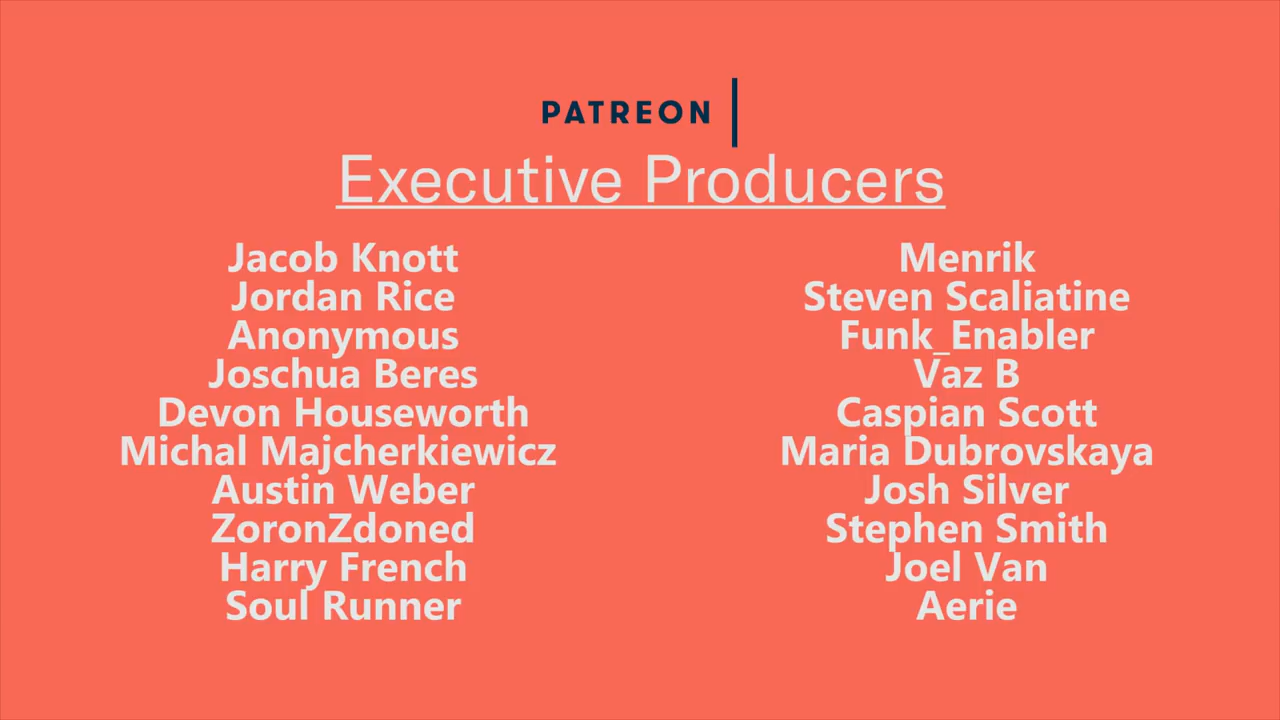 PATREON
Executive Producers
Jacob Knott
Jordan Rice
Anonymous
Joschua Beres
Devon Houseworth
Michal Majcherkiewicz
Austin Weber
ZoronZdoned
Harry French
Soul Runner
Menrik
Steven Scaliatine
Funk_Enabler
Vaz B
Caspian Scott
Maria Dubrovskaya
Josh Silver
Stephen Smith
Joel Van
Aerie